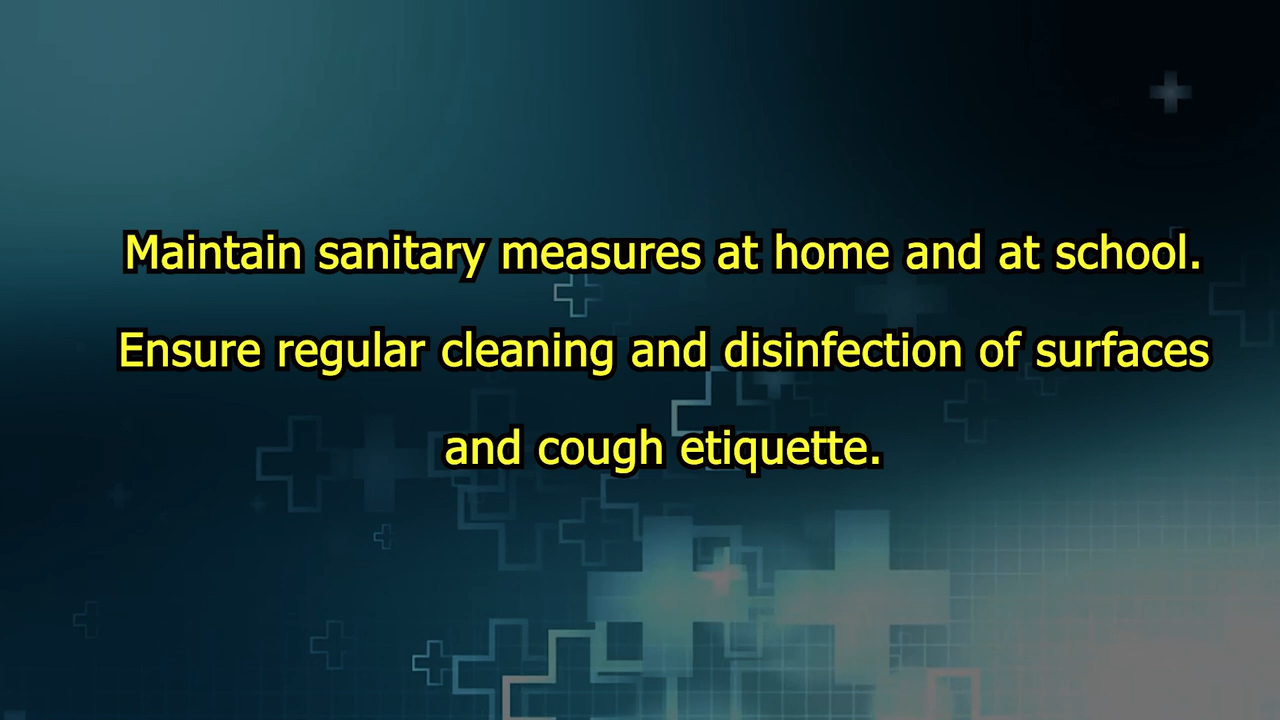 Maintain sanitary measures at home and at school.
Ensure regular cleaning and disinfection of surfaces
and cough etiquette.